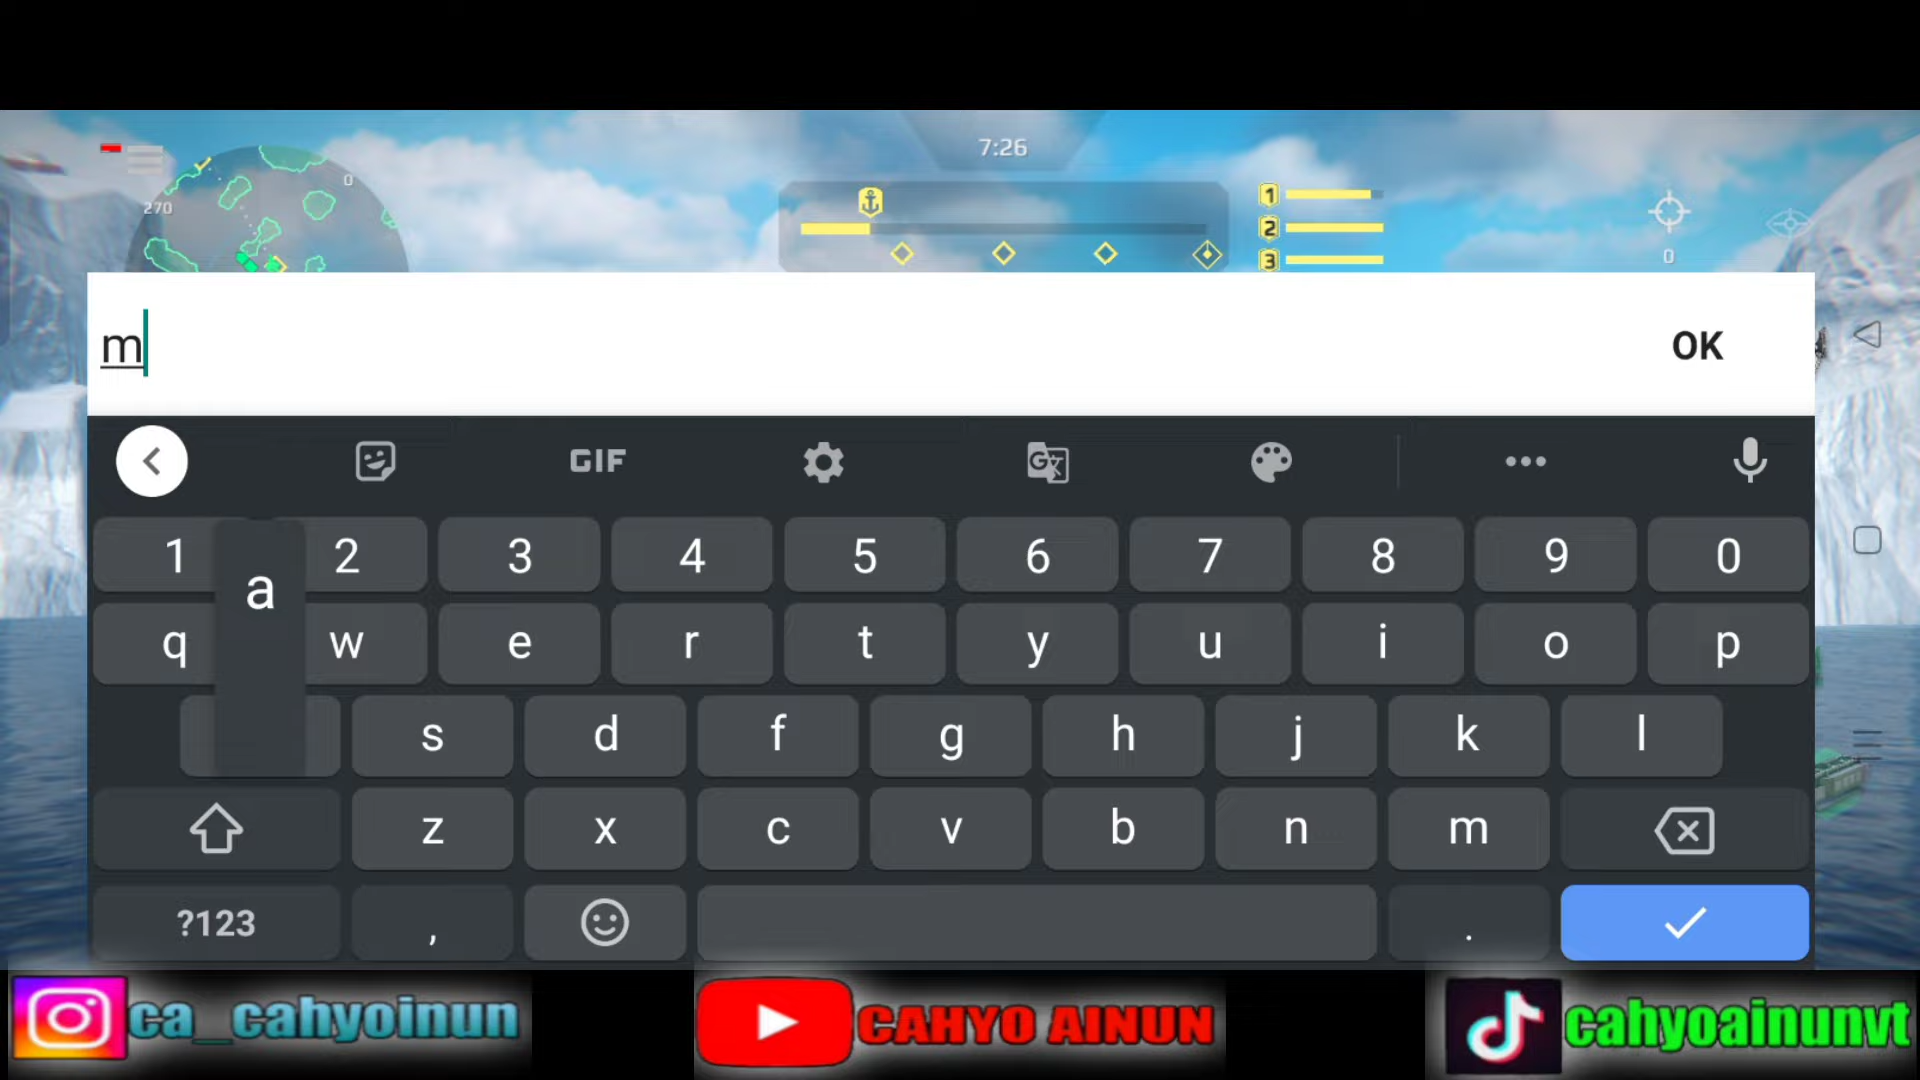 7:26
0
270
1
2
3
0
m
OK
GIF
1 2 3 4 5 6 7 8 9 0
a
q w e r t y u i o p
s d f g h j k l
z x c v b n m
?123 , .
ca_cahyoinun
CAHYO AINUN
cahyoainunvt